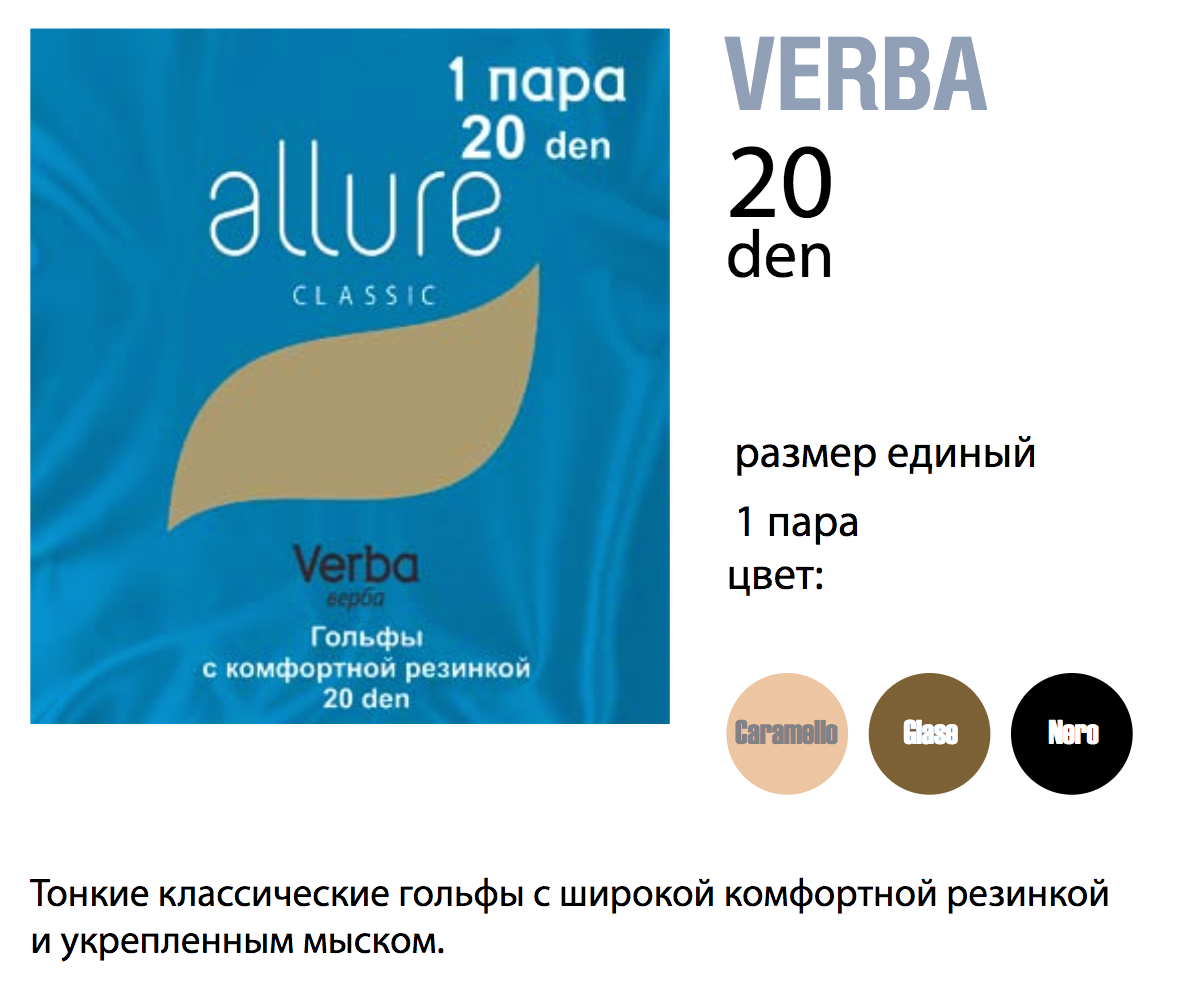 1 пара
20 den
allure
CLASSIC
Verba
верба
Гольфы
с комфортной резинкой
20 den
VERBA
20
den
размер единый
1 пара
цвет:
Caramello
Glase
Nero
Тонкие классические гольфы с широкой комфортной резинкой
и укрепленным мыском.